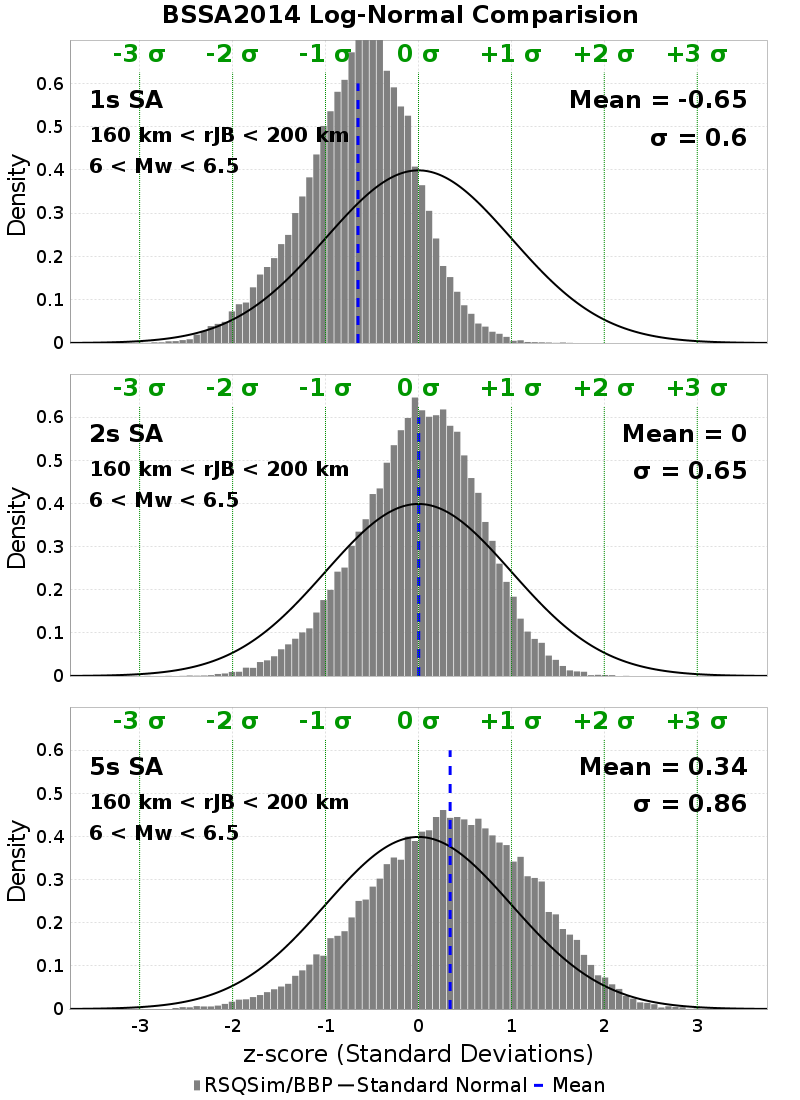 BSSA2014 Log-Normal Comparision
-3 σ -2 σ -1 σ 0 σ +1 σ +2 σ +3 σ
1s SA
160 km < rJB < 200 km
6 < Mw < 6.5
Mean = -0.65
σ = 0.6
Density
0.6
0.5
0.4
0.3
0.2
0.1
0
-3 σ -2 σ -1 σ 0 σ +1 σ +2 σ +3 σ
2s SA
160 km < rJB < 200 km
6 < Mw < 6.5
Mean = 0
σ = 0.65
Density
0.6
0.5
0.4
0.3
0.2
0.1
0
-3 σ -2 σ -1 σ 0 σ +1 σ +2 σ +3 σ
5s SA
160 km < rJB < 200 km
6 < Mw < 6.5
Mean = 0.34
σ = 0.86
Density
0.6
0.5
0.4
0.3
0.2
0.1
0
-3 -2 -1 0 1 2 3
z-score (Standard Deviations)
RSQSim/BBP Standard Normal Mean